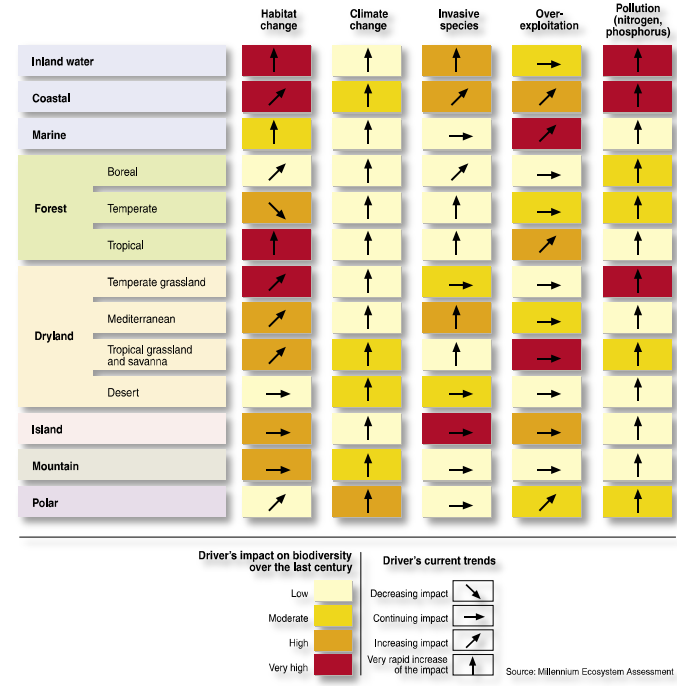 Habitat
change
Climate
change
Invasive
species
Over-
exploitation
Pollution
(nitrogen,
phosphorus)
Inland water
Coastal
Marine
Forest
Boreal
Temperate
Tropical
Dryland
Temperate grassland
Mediterranean
Tropical grassland
and savanna
Desert
Island
Mountain
Polar
Driver's impact on biodiversity
over the last century
Low
Moderate
High
Very high
Driver's current trends
Decreasing impact
Continuing impact
Increasing impact
Very rapid increase
of the impact
Source: Millennium Ecosystem Assessment